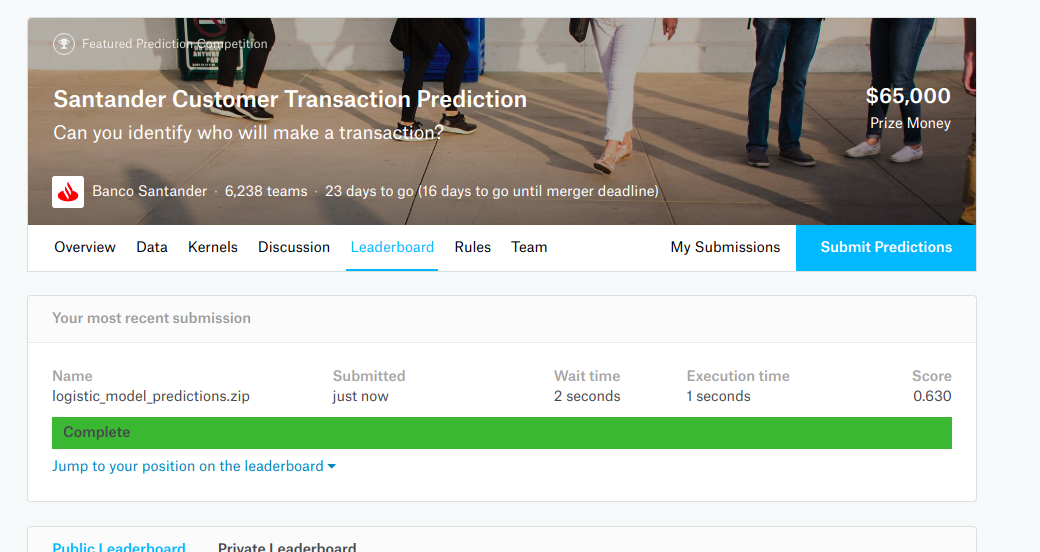 Featured Prediction Competition
Santander Customer Transaction Prediction
Can you identify who will make a transaction?
$65,000
Prize Money
Banco Santander · 6,238 teams · 23 days to go (16 days to go until merger deadline)
Overview Data Kernels Discussion Leaderboard Rules Team My Submissions Submit Predictions
Your most recent submission
Name Submitted Wait time Execution time Score
logistic_model_predictions.zip just now 2 seconds 1 seconds 0.630
Complete
Jump to your position on the leaderboard
Public Leaderboard Private Leaderboard